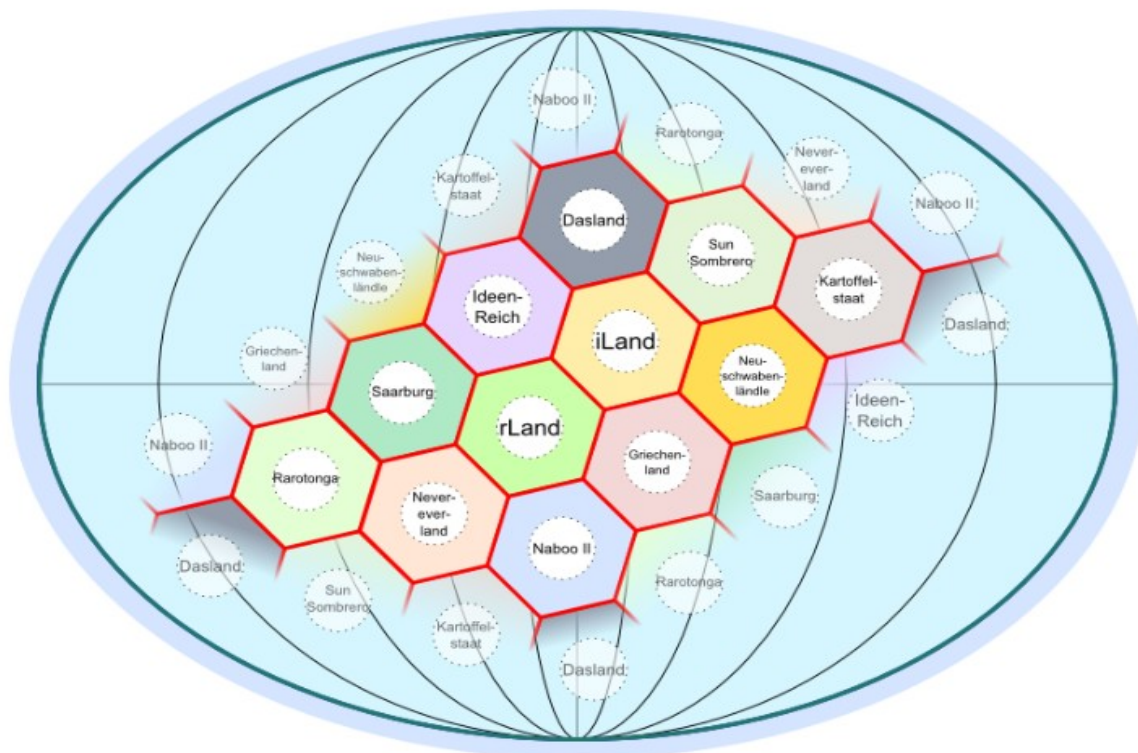 Naboo II
Rarotonga
Never-
ever-
land
Kartoffel-
staat
Naboo II
Dasland
Sun
Sombrero
Neu-
schwaben-
ländle
Kartoffel-
staat
Ideen-
Reich
Dasland
iLand
Griechen-
land
Neu-
schwaben-
ländle
Saarburg
Ideen-
Reich
rLand
Naboo II
Griechen-
land
Rarotonga
Saarburg
Never-
ever-
land
Naboo II
Dasland
Rarotonga
Sun
Sombrero
Kartoffel-
staat
Dasland